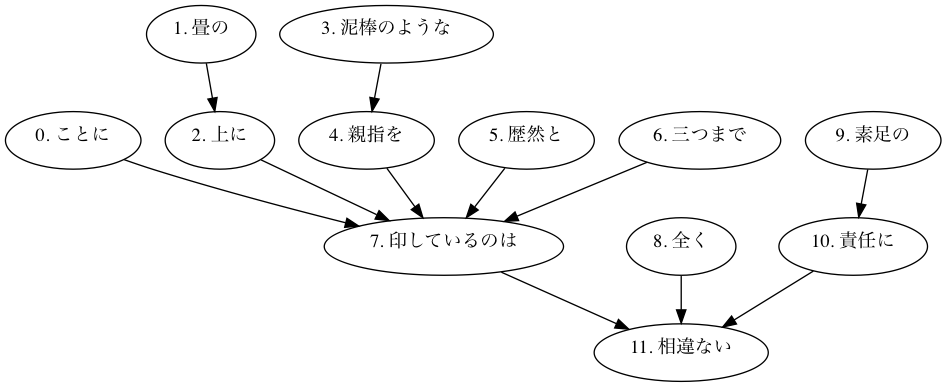 1. 畳の
3. 泥棒のような
0. ことに
2. 上に
4. 親指を
5. 歴然と
6. 三つまで
9. 素足の
7. 印しているのは
8. 全く
10. 責任に
11. 相違ない